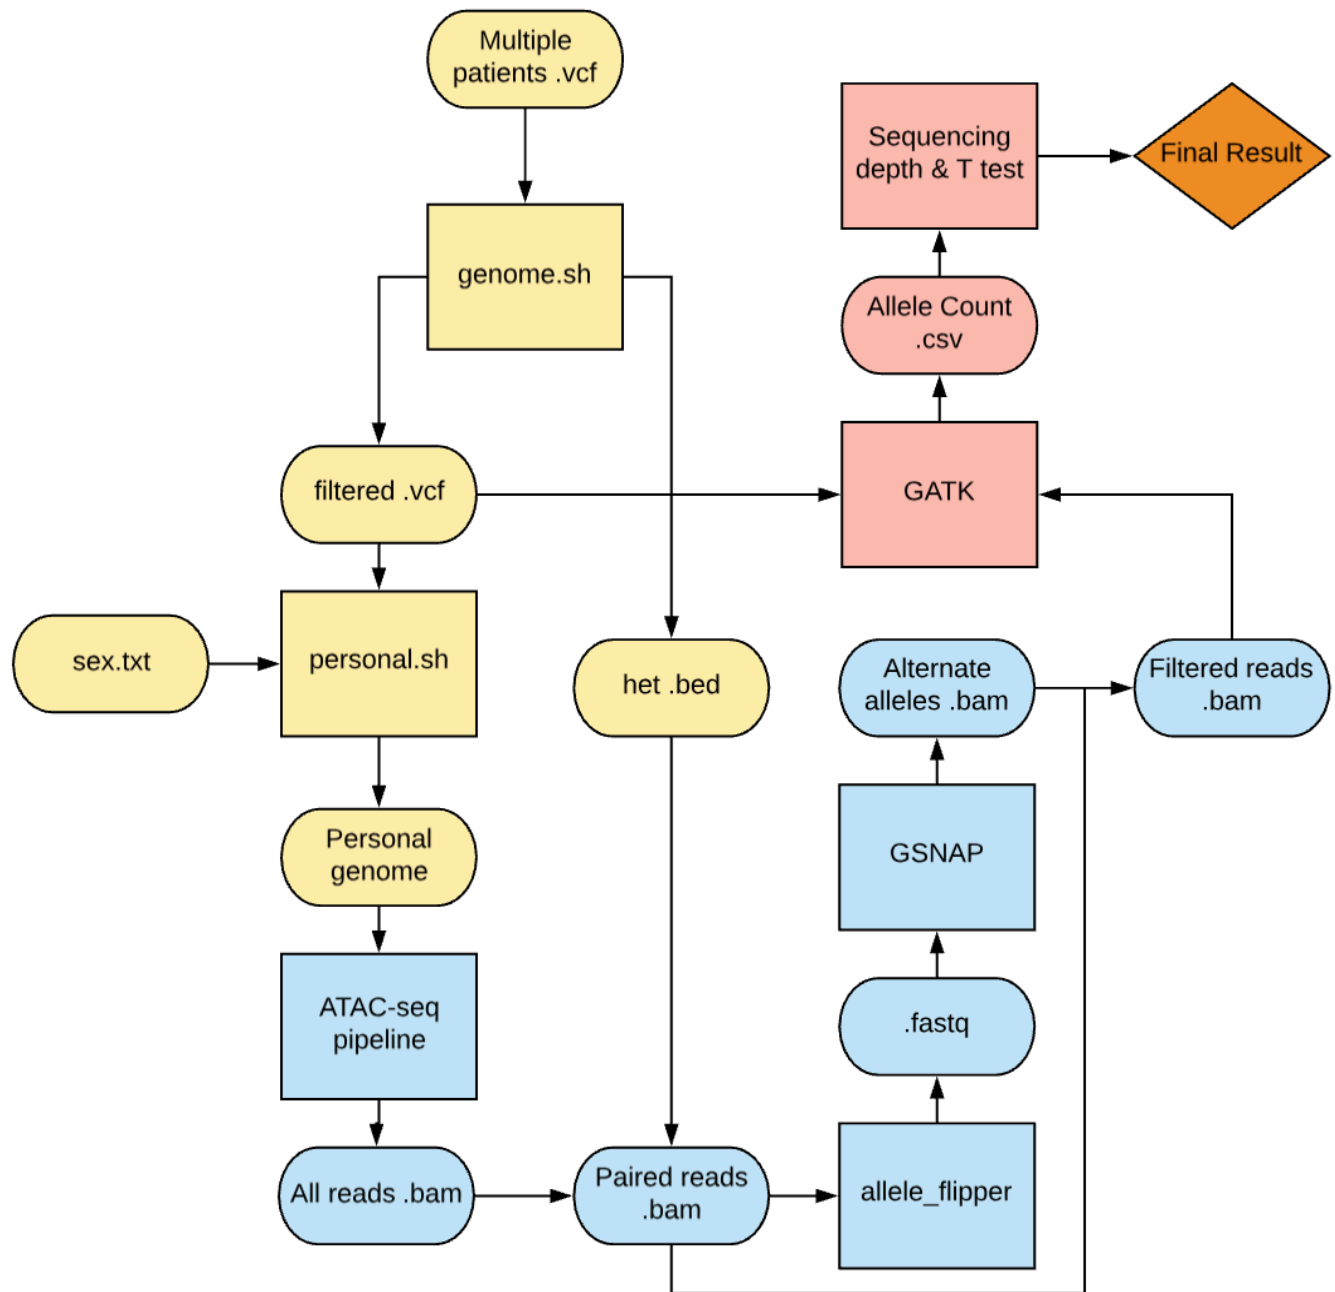 Multiple
patients .vcf
Sequencing
depth & T test
Final Result
genome.sh
Allele Count
.csv
filtered .vcf
GATK
sex.txt
personal.sh
het .bed
Alternate
alleles .bam
Filtered reads
.bam
Personal
genome
GSNAP
ATAC-seq
pipeline
.fastq
All reads .bam
Paired reads
.bam
allele_flipper